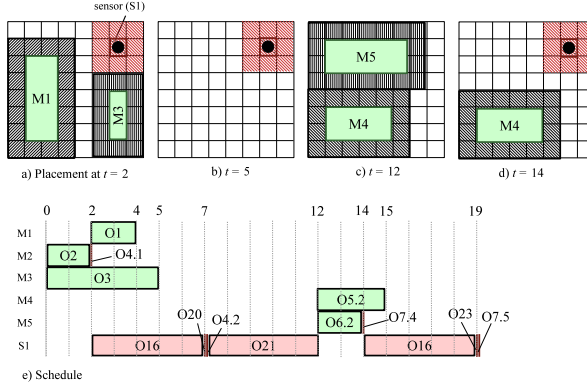 sensor (S1)
M1
M3
M5
M4
M4
a) Placement at t = 2
b) t = 5
c) t = 12
d) t = 14
0 2 4 5 7 12 14 15 19
M1 O1
M2 O2 O4.1
M3 O3
M4 O5.2
M5 O20 O4.2 O6.2 O7.4 O23 O7.5
S1 O16 O21 O16
e) Schedule